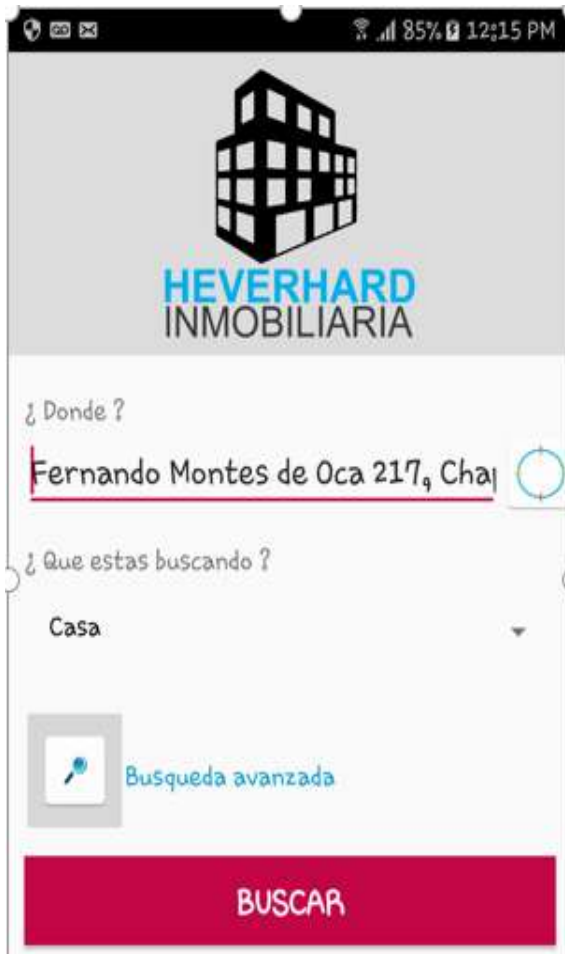 85% 12:15 PM
HEVERHARD
INMOBILIARIA
¿ Donde ?
Fernando Montes de Oca 217, Cha
¿ Que estas buscando ?
Casa
Busqueda avanzada
BUSCAR